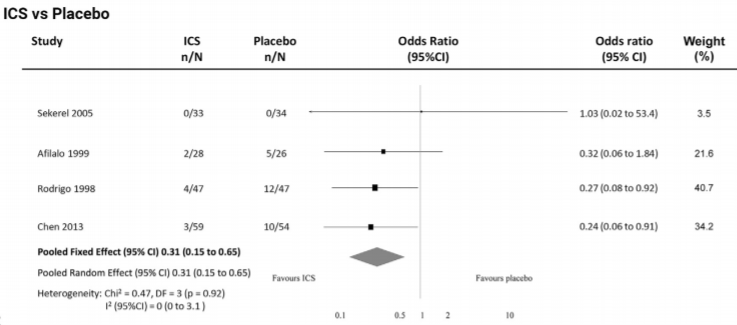 ICS vs Placebo
Study ICS Placebo Odds Ratio Odds ratio Weight
n/N n/N (95%CI) (95% CI) (%)
Sekerel 2005 0/33 0/34 1.03 (0.02 to 53.4) 3.5
Afilalo 1999 2/28 5/26 0.32 (0.06 to 1.84) 21.6
Rodrigo 1998 4/47 12/47 0.27 (0.08 to 0.92) 40.7
Chen 2013 3/59 10/54 0.24 (0.06 to 0.91) 34.2
Pooled Fixed Effect (95% CI) 0.31 (0.15 to 0.65)
Pooled Random Effect (95% CI) 0.31 (0.15 to 0.65) Favours ICS Favours placebo
Heterogeneity: Chi² = 0.47, DF = 3 (p = 0.92)
I² (95%CI) = 0 (0 to 3.1 )
0.1 0.5 1 2 10